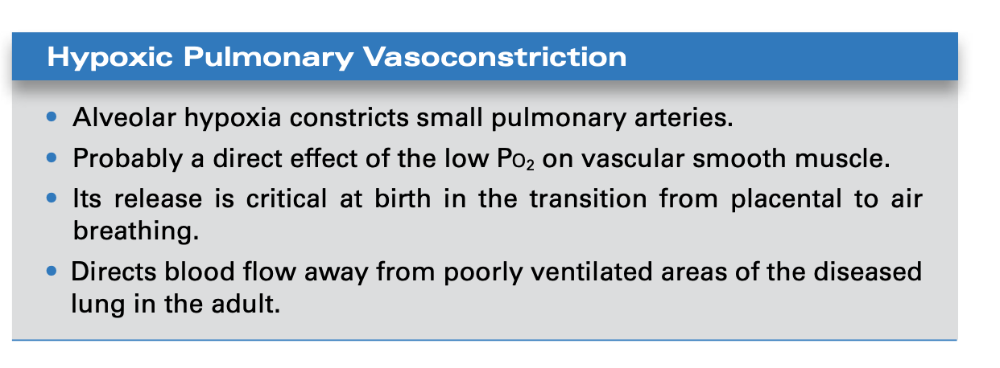 Hypoxic Pulmonary Vasoconstriction
• Alveolar hypoxia constricts small pulmonary arteries.
• Probably a direct effect of the low PO₂ on vascular smooth muscle.
• Its release is critical at birth in the transition from placental to air
breathing.
• Directs blood flow away from poorly ventilated areas of the diseased
lung in the adult.